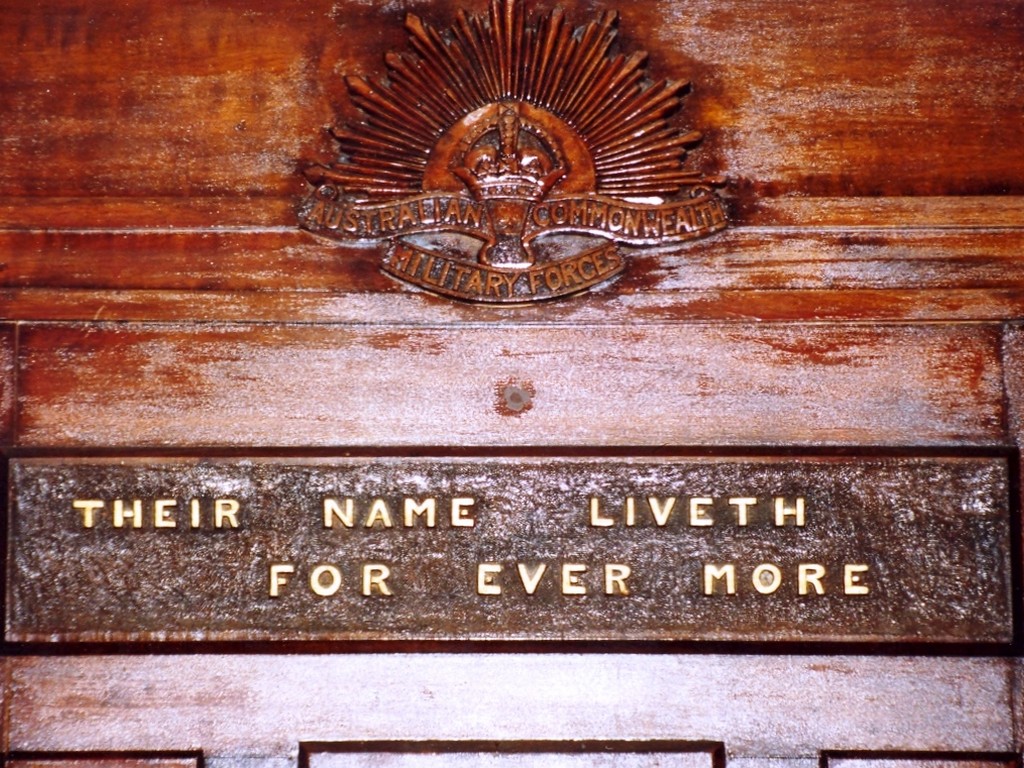 AUSTRALIAN COMMONWEALTH
MILITARY FORCES
THEIR NAME LIVETH
FOR EVER MORE